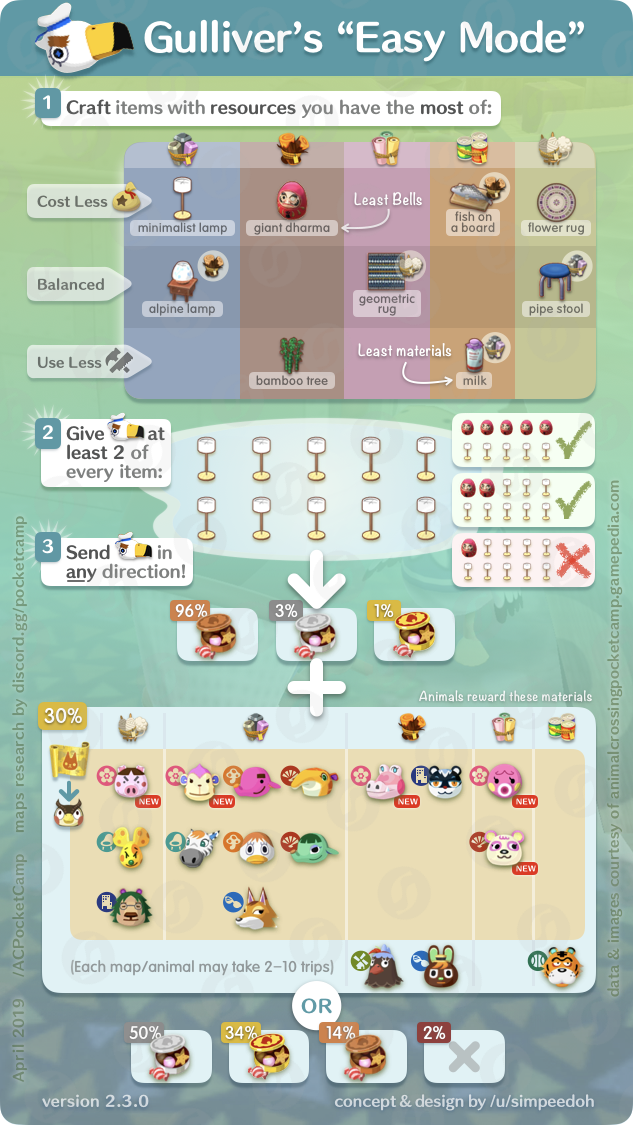 Gulliver's "Easy Mode"
1
Craft items with resources you have the most of:
Cost Less
minimalist lamp
giant dharma
Least Bells
fish on
a board
flower rug
Balanced
alpine lamp
geometric
rug
pipe stool
Use Less
bamboo tree
Least materials
milk
2
Give at
least 2 of
every item:
3
Send in
any direction!
96%
3%
1%
Animals reward these materials
30%
NEW
NEW
NEW
NEW
NEW
(Each map/animal may take 2-10 trips)
OR
50%
34%
14%
2%
version 2.3.0
concept & design by /u/simpeedoh
April 2019 /ACPocketCamp maps research by discord.gg/pocketcamp
data & images courtesy of animalcrossingpocketcamp.gamepedia.com